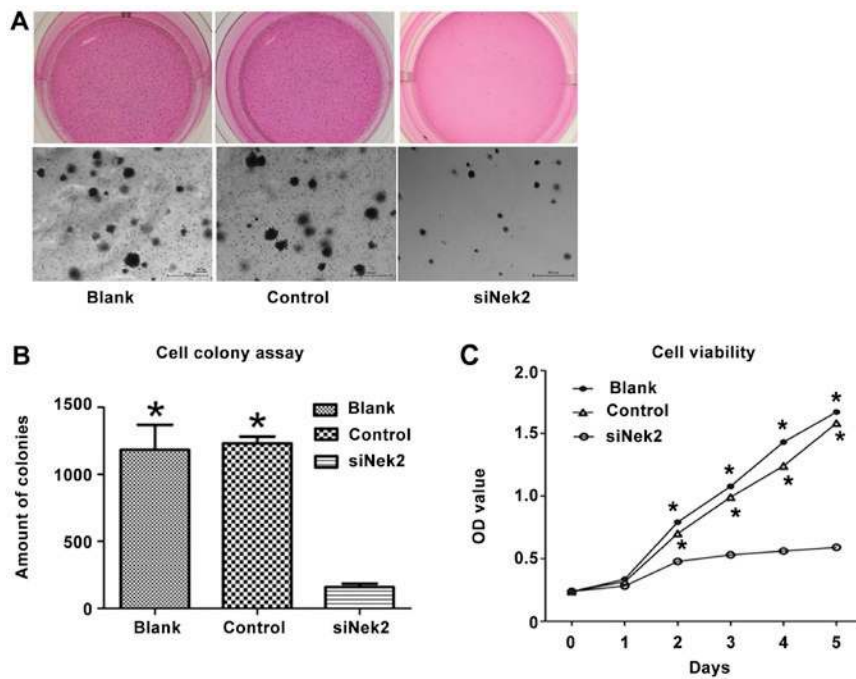 A
Blank Control siNek2
B
Cell colony assay
Amount of colonies
1500
1000
500
0
*
*
Blank
Control
siNek2
Blank Control siNek2
C
Cell viability
OD value
2.0
1.5
1.0
0.5
0.0
Blank
Control
siNek2
*
*
*
*
*
*
*
*
0 1 2 3 4 5
Days